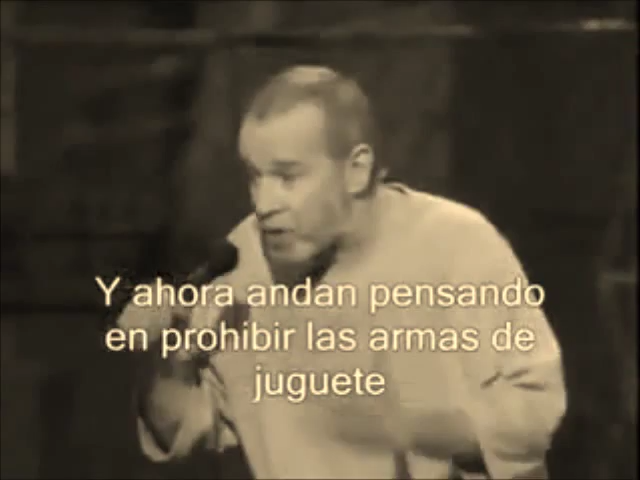 Y ahora andan pensando
en prohibir las armas de
juguete